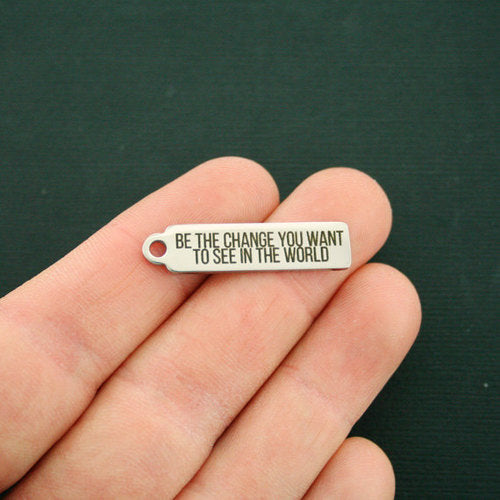 BE THE CHANGE YOU WANT
TO SEE IN THE WORLD